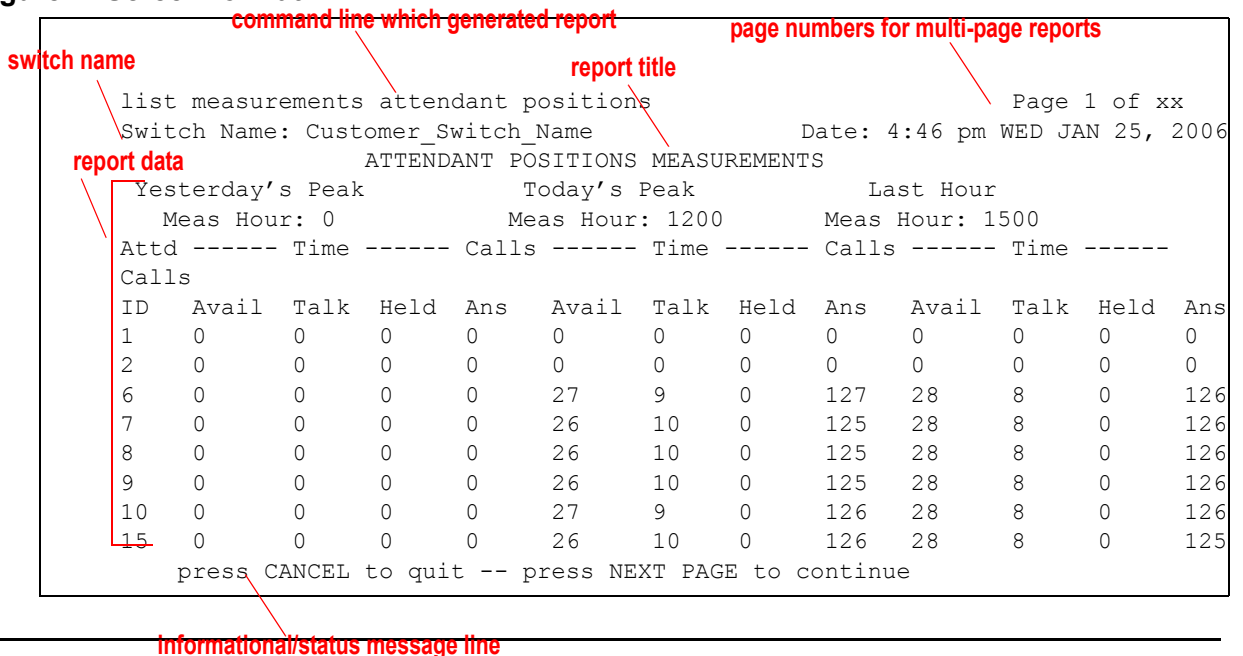 command line which generated report
page numbers for multi-page reports
switch name
report title
list measurements attendant positions Page 1 of xx
Switch Name: Customer_Switch_Name Date: 4:46 pm WED JAN 25, 2006
report data
ATTENDANT POSITIONS MEASUREMENTS
Yesterday’s Peak Today’s Peak Last Hour
Meas Hour: 0 Meas Hour: 1200 Meas Hour: 1500
Attd ------ Time ------ Calls ------ Time ------ Calls ------ Time ------
Calls
ID Avail Talk Held Ans Avail Talk Held Ans Avail Talk Held Ans
1 0 0 0 0 0 0 0 0 0 0 0 0
2 0 0 0 0 0 0 0 0 0 0 0 0
6 0 0 0 0 27 9 0 127 28 8 0 126
7 0 0 0 0 26 10 0 125 28 8 0 126
8 0 0 0 0 26 10 0 125 28 8 0 126
9 0 0 0 0 26 10 0 125 28 8 0 126
10 0 0 0 0 27 9 0 126 28 8 0 126
15 0 0 0 0 26 10 0 126 28 8 0 125
press CANCEL to quit -- press NEXT PAGE to continue
Informational/status message line